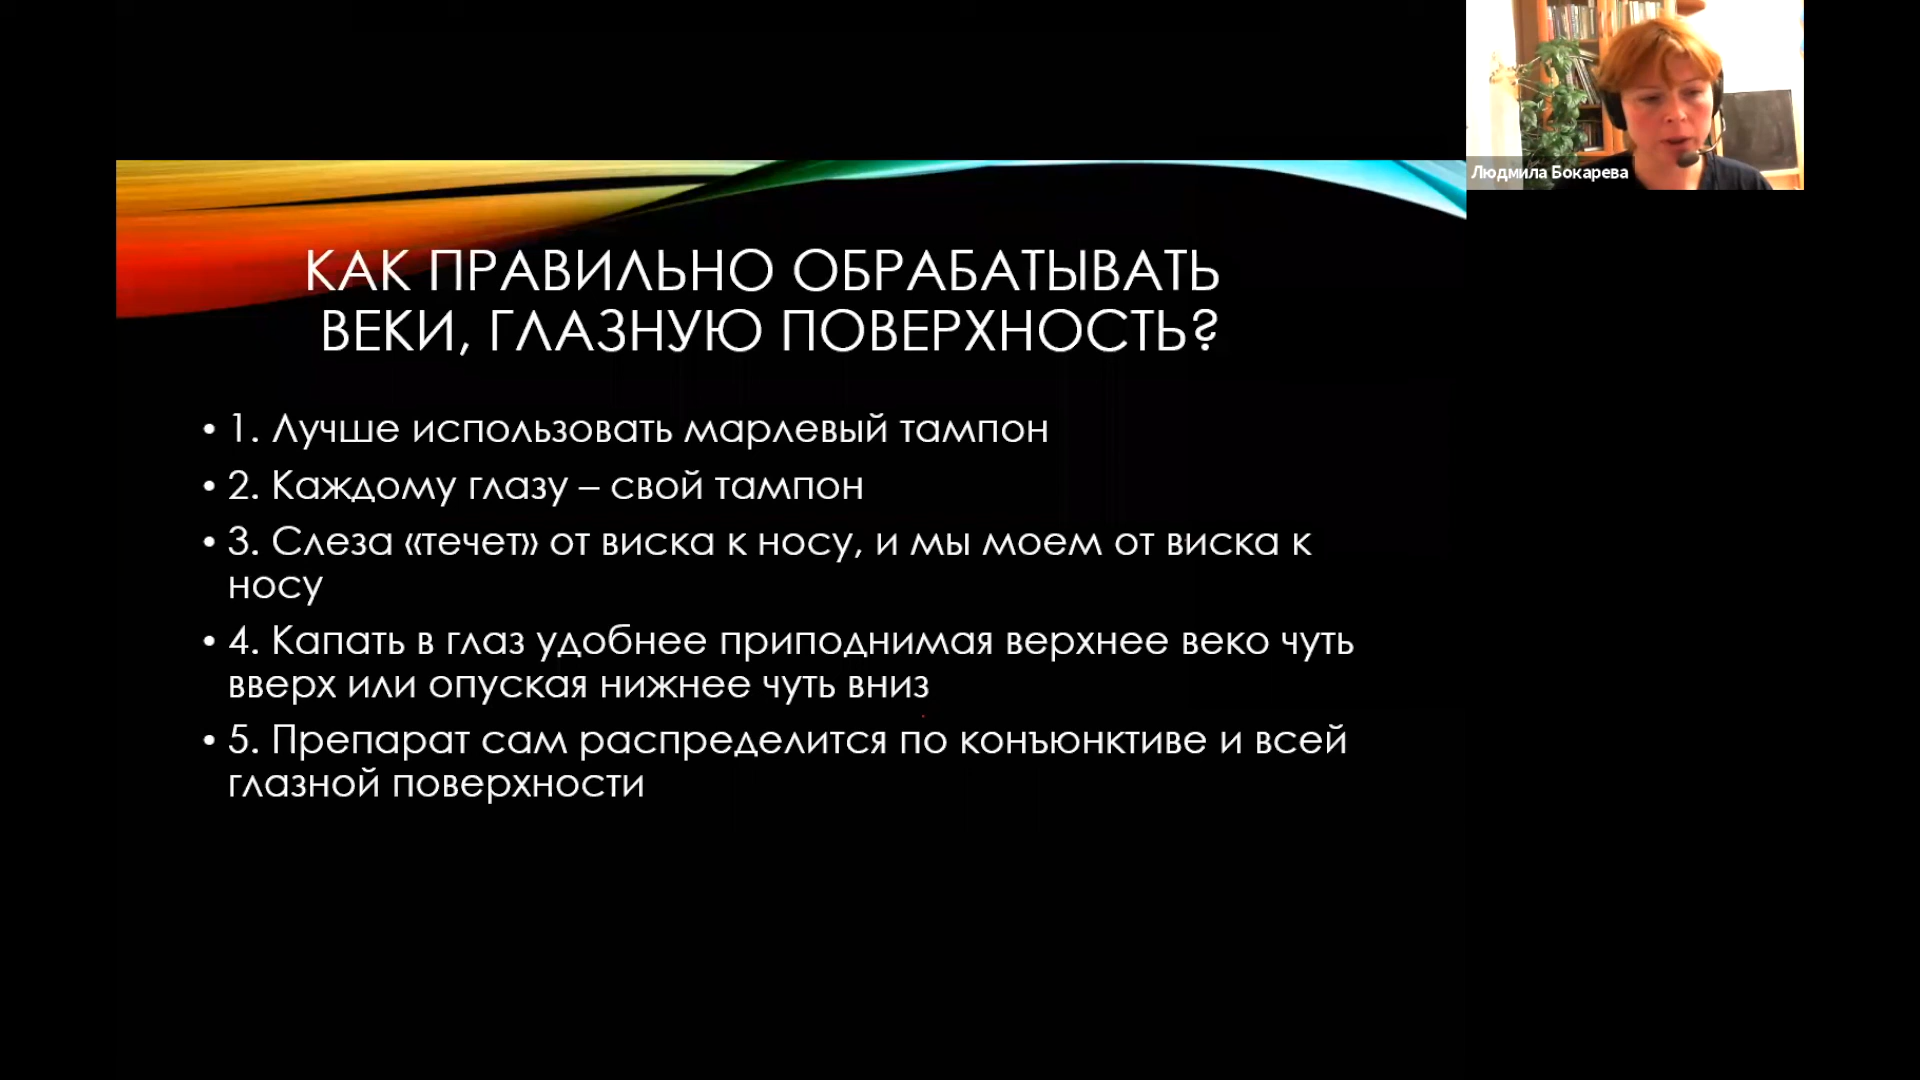 Людмила Бокарева
КАК ПРАВИЛЬНО ОБРАБАТЫВАТЬ
ВЕКИ, ГЛАЗНУЮ ПОВЕРХНОСТЬ?
• 1. Лучше использовать марлевый тампон
• 2. Каждому глазу – свой тампон
• 3. Слеза «течет» от виска к носу, и мы моем от виска к
носу
• 4. Капать в глаз удобнее приподнимая верхнее веко чуть
вверх или опуская нижнее чуть вниз
• 5. Препарат сам распределится по конъюнктиве и всей
глазной поверхности